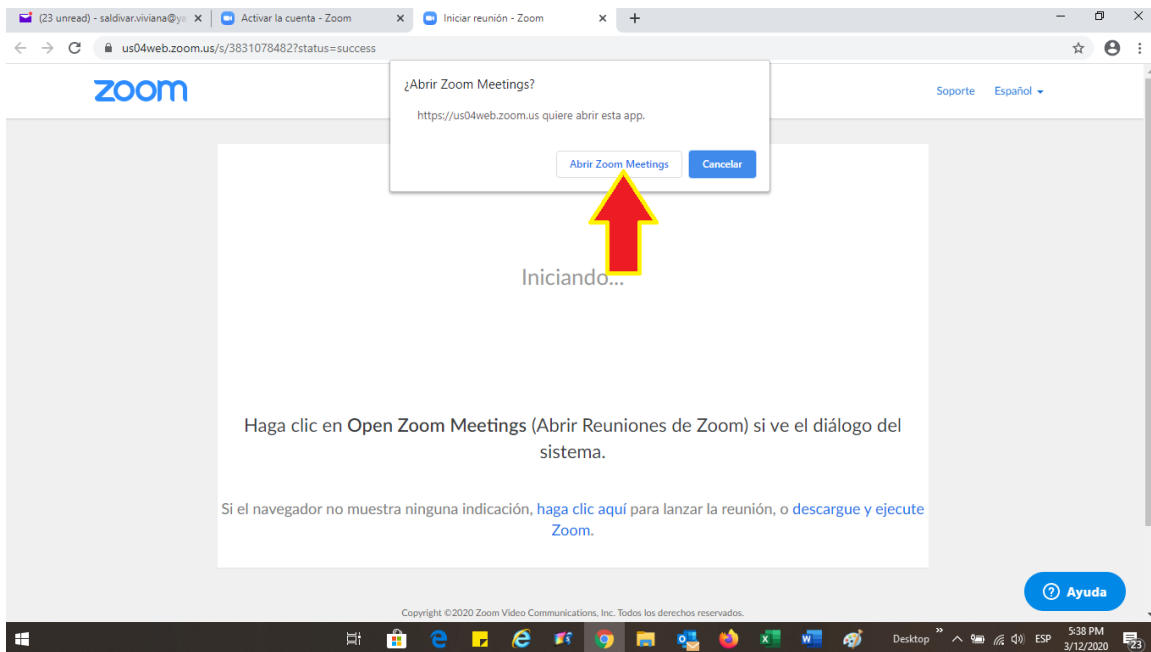 (23 unread) - saldivar.viviana@ya
Activar la cuenta - Zoom
Iniciar reunión - Zoom
us04web.zoom.us/s/3831078482?status=success
zoom
Soporte
Español
¿Abrir Zoom Meetings?
https://us04web.zoom.us quiere abrir esta app.
Abrir Zoom Meetings
Cancelar
Iniciando...
Haga clic en Open Zoom Meetings (Abrir Reuniones de Zoom) si ve el diálogo del
sistema.
Si el navegador no muestra ninguna indicación, haga clic aquí para lanzar la reunión, o descargue y ejecute
Zoom.
Ayuda
Copyright ©2020 Zoom Video Communications, Inc. Todos los derechos reservados.
Desktop
ESP
5:38 PM
3/12/2020
23